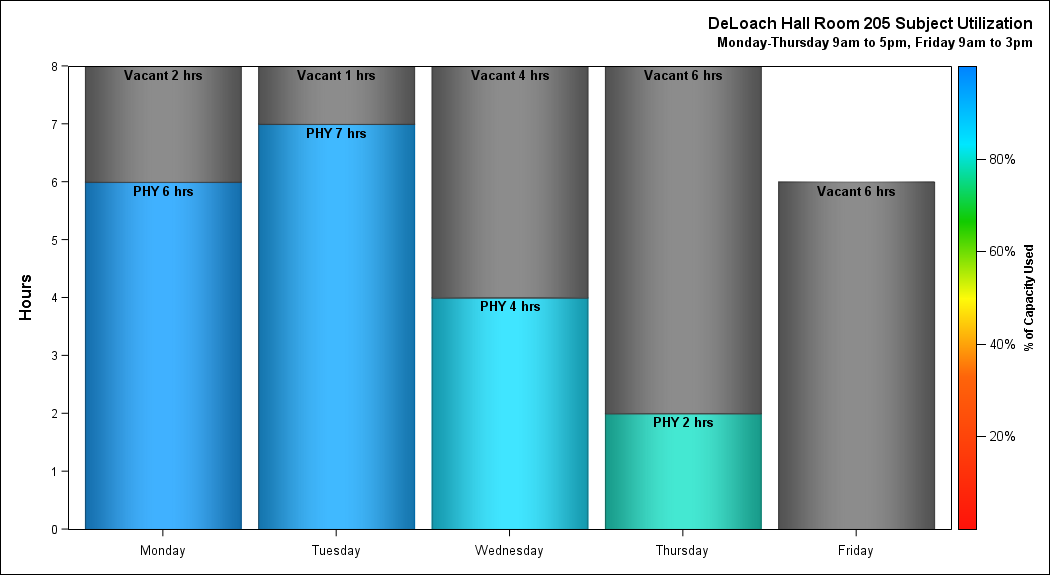 DeLoach Hall Room 205 Subject Utilization
Monday-Thursday 9am to 5pm, Friday 9am to 3pm
Hours
8
7
6
5
4
3
2
1
0
Vacant 2 hrs
PHY 6 hrs
Vacant 1 hrs
PHY 7 hrs
Vacant 4 hrs
PHY 4 hrs
Vacant 6 hrs
PHY 2 hrs
Vacant 6 hrs
Monday
Tuesday
Wednesday
Thursday
Friday
80%
60%
40%
20%
% of Capacity Used